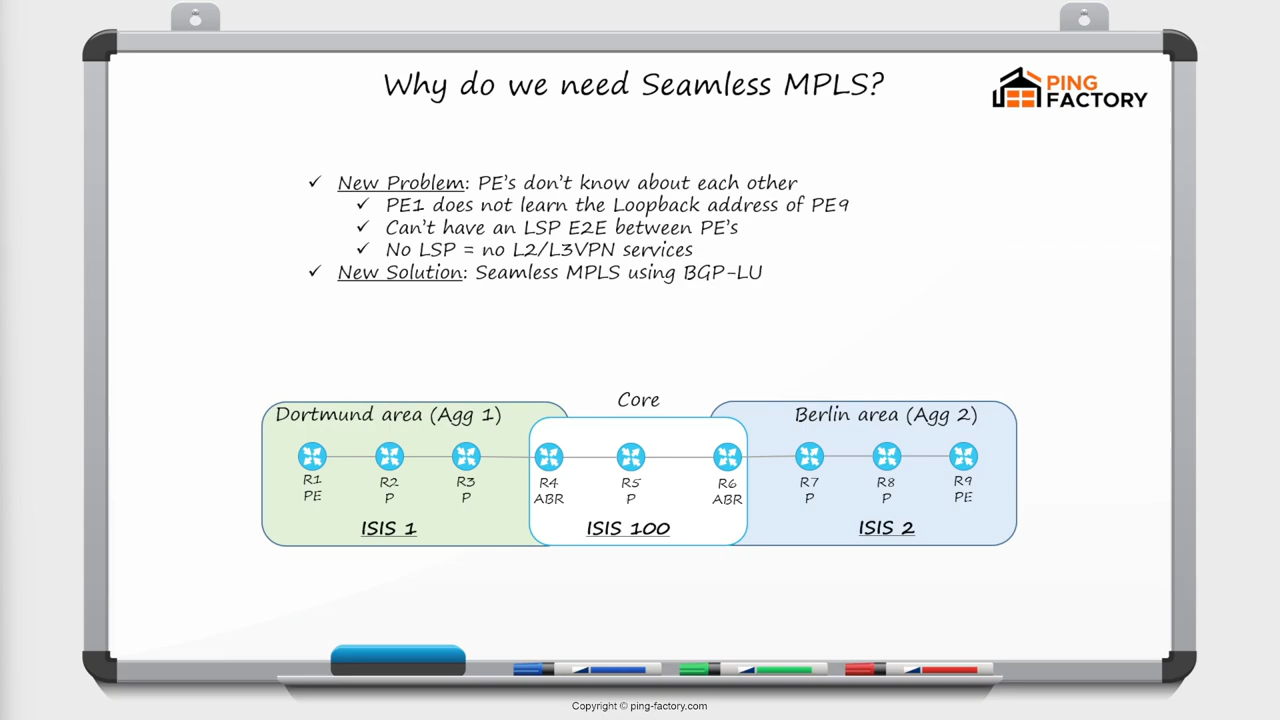 Why do we need Seamless MPLS?
PING
FACTORY
New Problem: PE's don't know about each other
PE1 does not learn the Loopback address of PE9
Can't have an LSP E2E between PE's
No LSP = no L2/L3VPN services
New Solution: Seamless MPLS using BGP-LU
Core
Dortmund area (Agg 1)
Berlin area (Agg 2)
R1
PE
R2
P
R3
P
R4
ABR
R5
P
R6
ABR
R7
P
R8
P
R9
PE
ISIS 1
ISIS 100
ISIS 2
Copyright © ping-factory.com